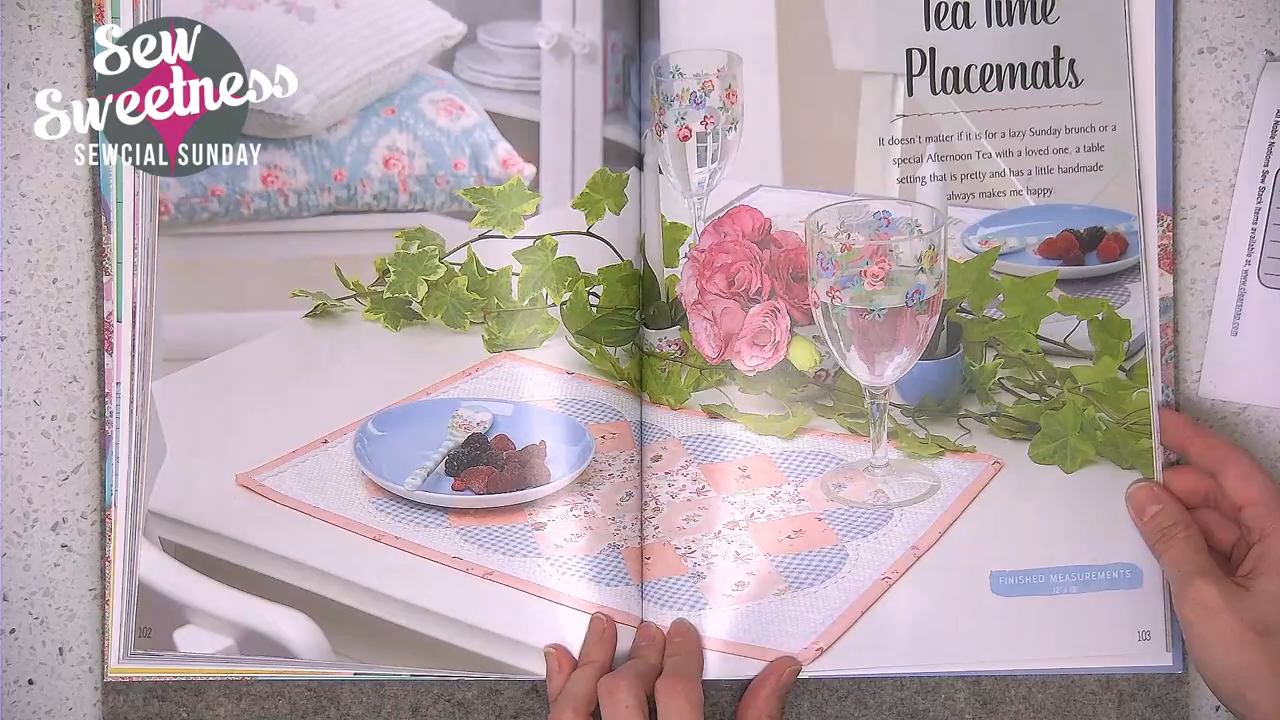 Sew
Sweetness
SEWCIAL SUNDAY
Tea Time
Placemats
It doesn't matter if it is for a lazy Sunday brunch or a
special Afternoon Tea with a loved one, a table
setting that is pretty and has a little handmade
always makes me happy
FINISHED MEASUREMENTS
102
103